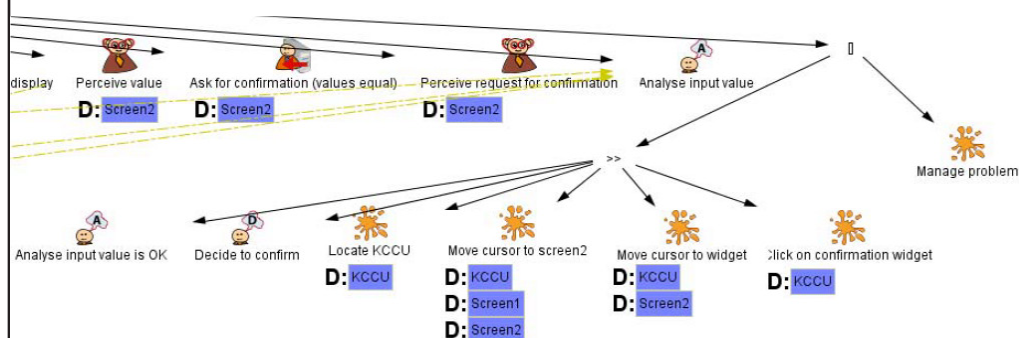 display Perceive value Ask for confirmation (values equal) Perceive request for confirmation Analyse input value
D: Screen2 D: Screen2 D: Screen2
A
[]
>>
Manage problem
A D
Analyse input value is OK Decide to confirm Locate KCCU Move cursor to screen2 Move cursor to widget Click on confirmation widget
D: KCCU D: KCCU D: KCCU D: KCCU
D: Screen1 D: Screen2
D: Screen2